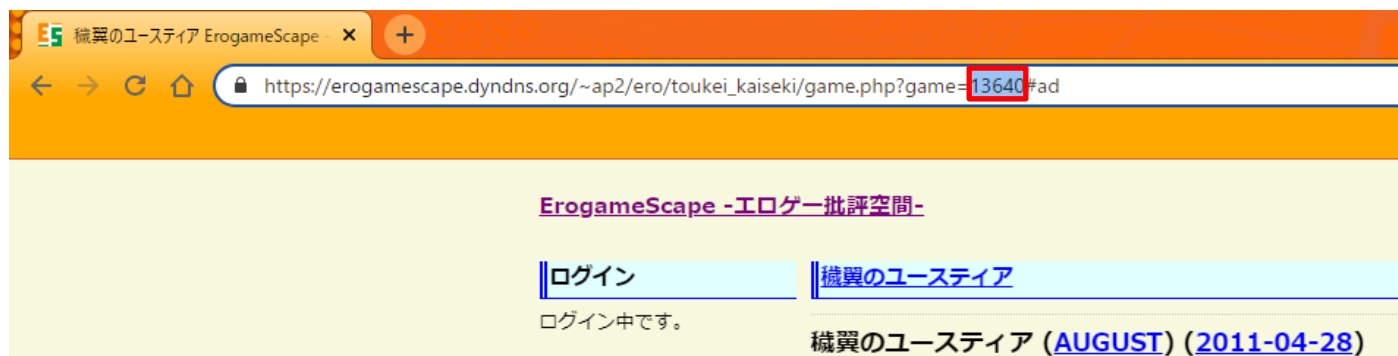 ES 穢翼のユースティア ErogameScape -
https://erogamescape.dyndns.org/~ap2/ero/toukei_kaiseki/game.php?game=13640#ad
ErogameScape -エロゲー批評空間-
ログイン
穢翼のユースティア
ログイン中です。
穢翼のユースティア (AUGUST) (2011-04-28)